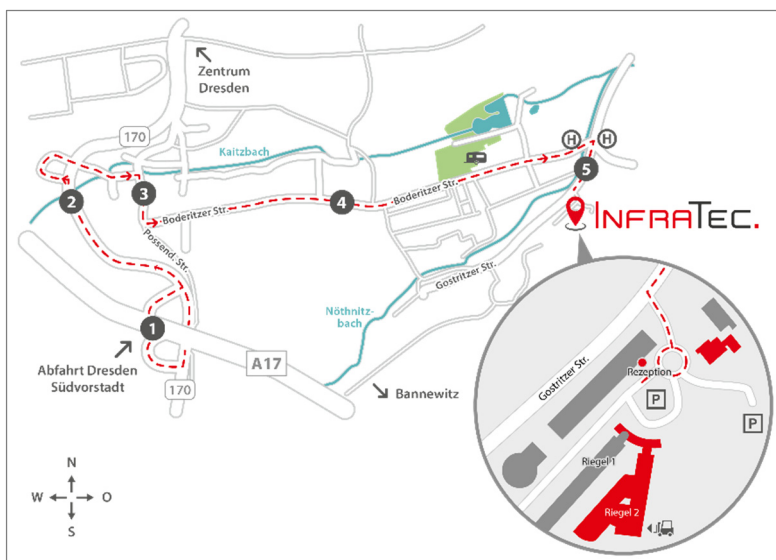 Zentrum
Dresden
170
Kaitzbach
H
H
3
2
5
Boderitzer Str.
4
Boderitzer Str.
INFRATEC.
Possend. Str.
Gostritzer Str.
Nöthnitz-
bach
1
Abfahrt Dresden
Südvorstadt
A17
170
Bannewitz
Gostritzer Str.
Rezeption
P
P
Riegel 1
Riegel 2
N
W
O
S